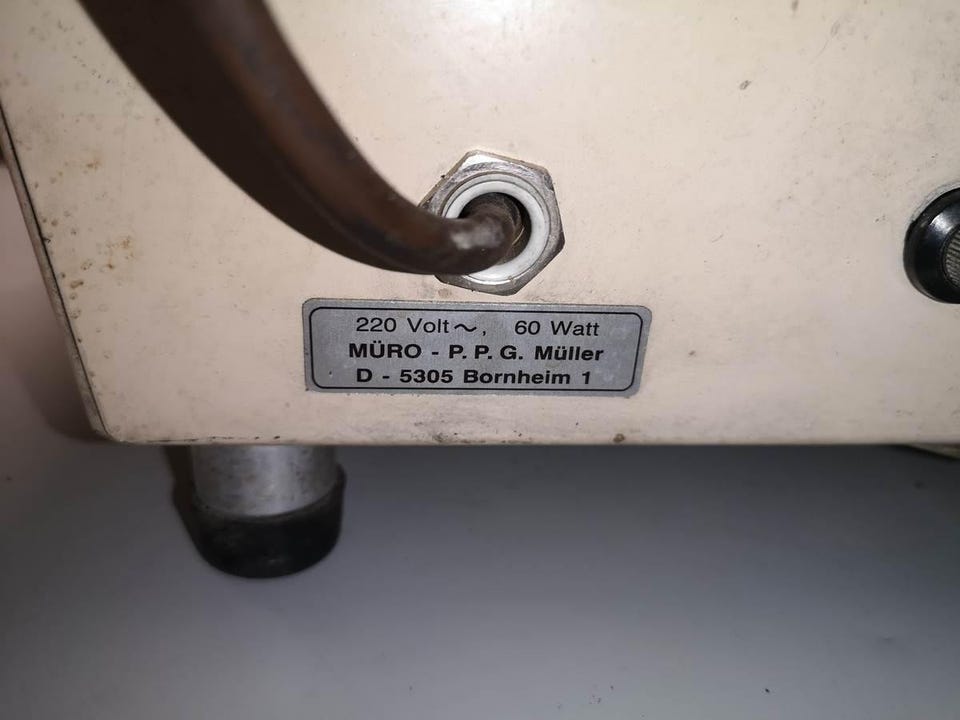 220 Volt～, 60 Watt
MÜRO - P. P. G. Müller
D - 5305 Bornheim 1